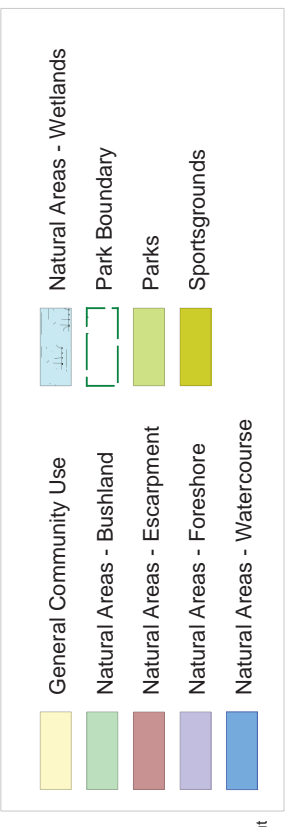 General Community Use
Natural Areas - Bushland
Natural Areas - Escarpment
Natural Areas - Foreshore
Natural Areas - Watercourse
Natural Areas - Wetlands
Park Boundary
Parks
Sportsgrounds